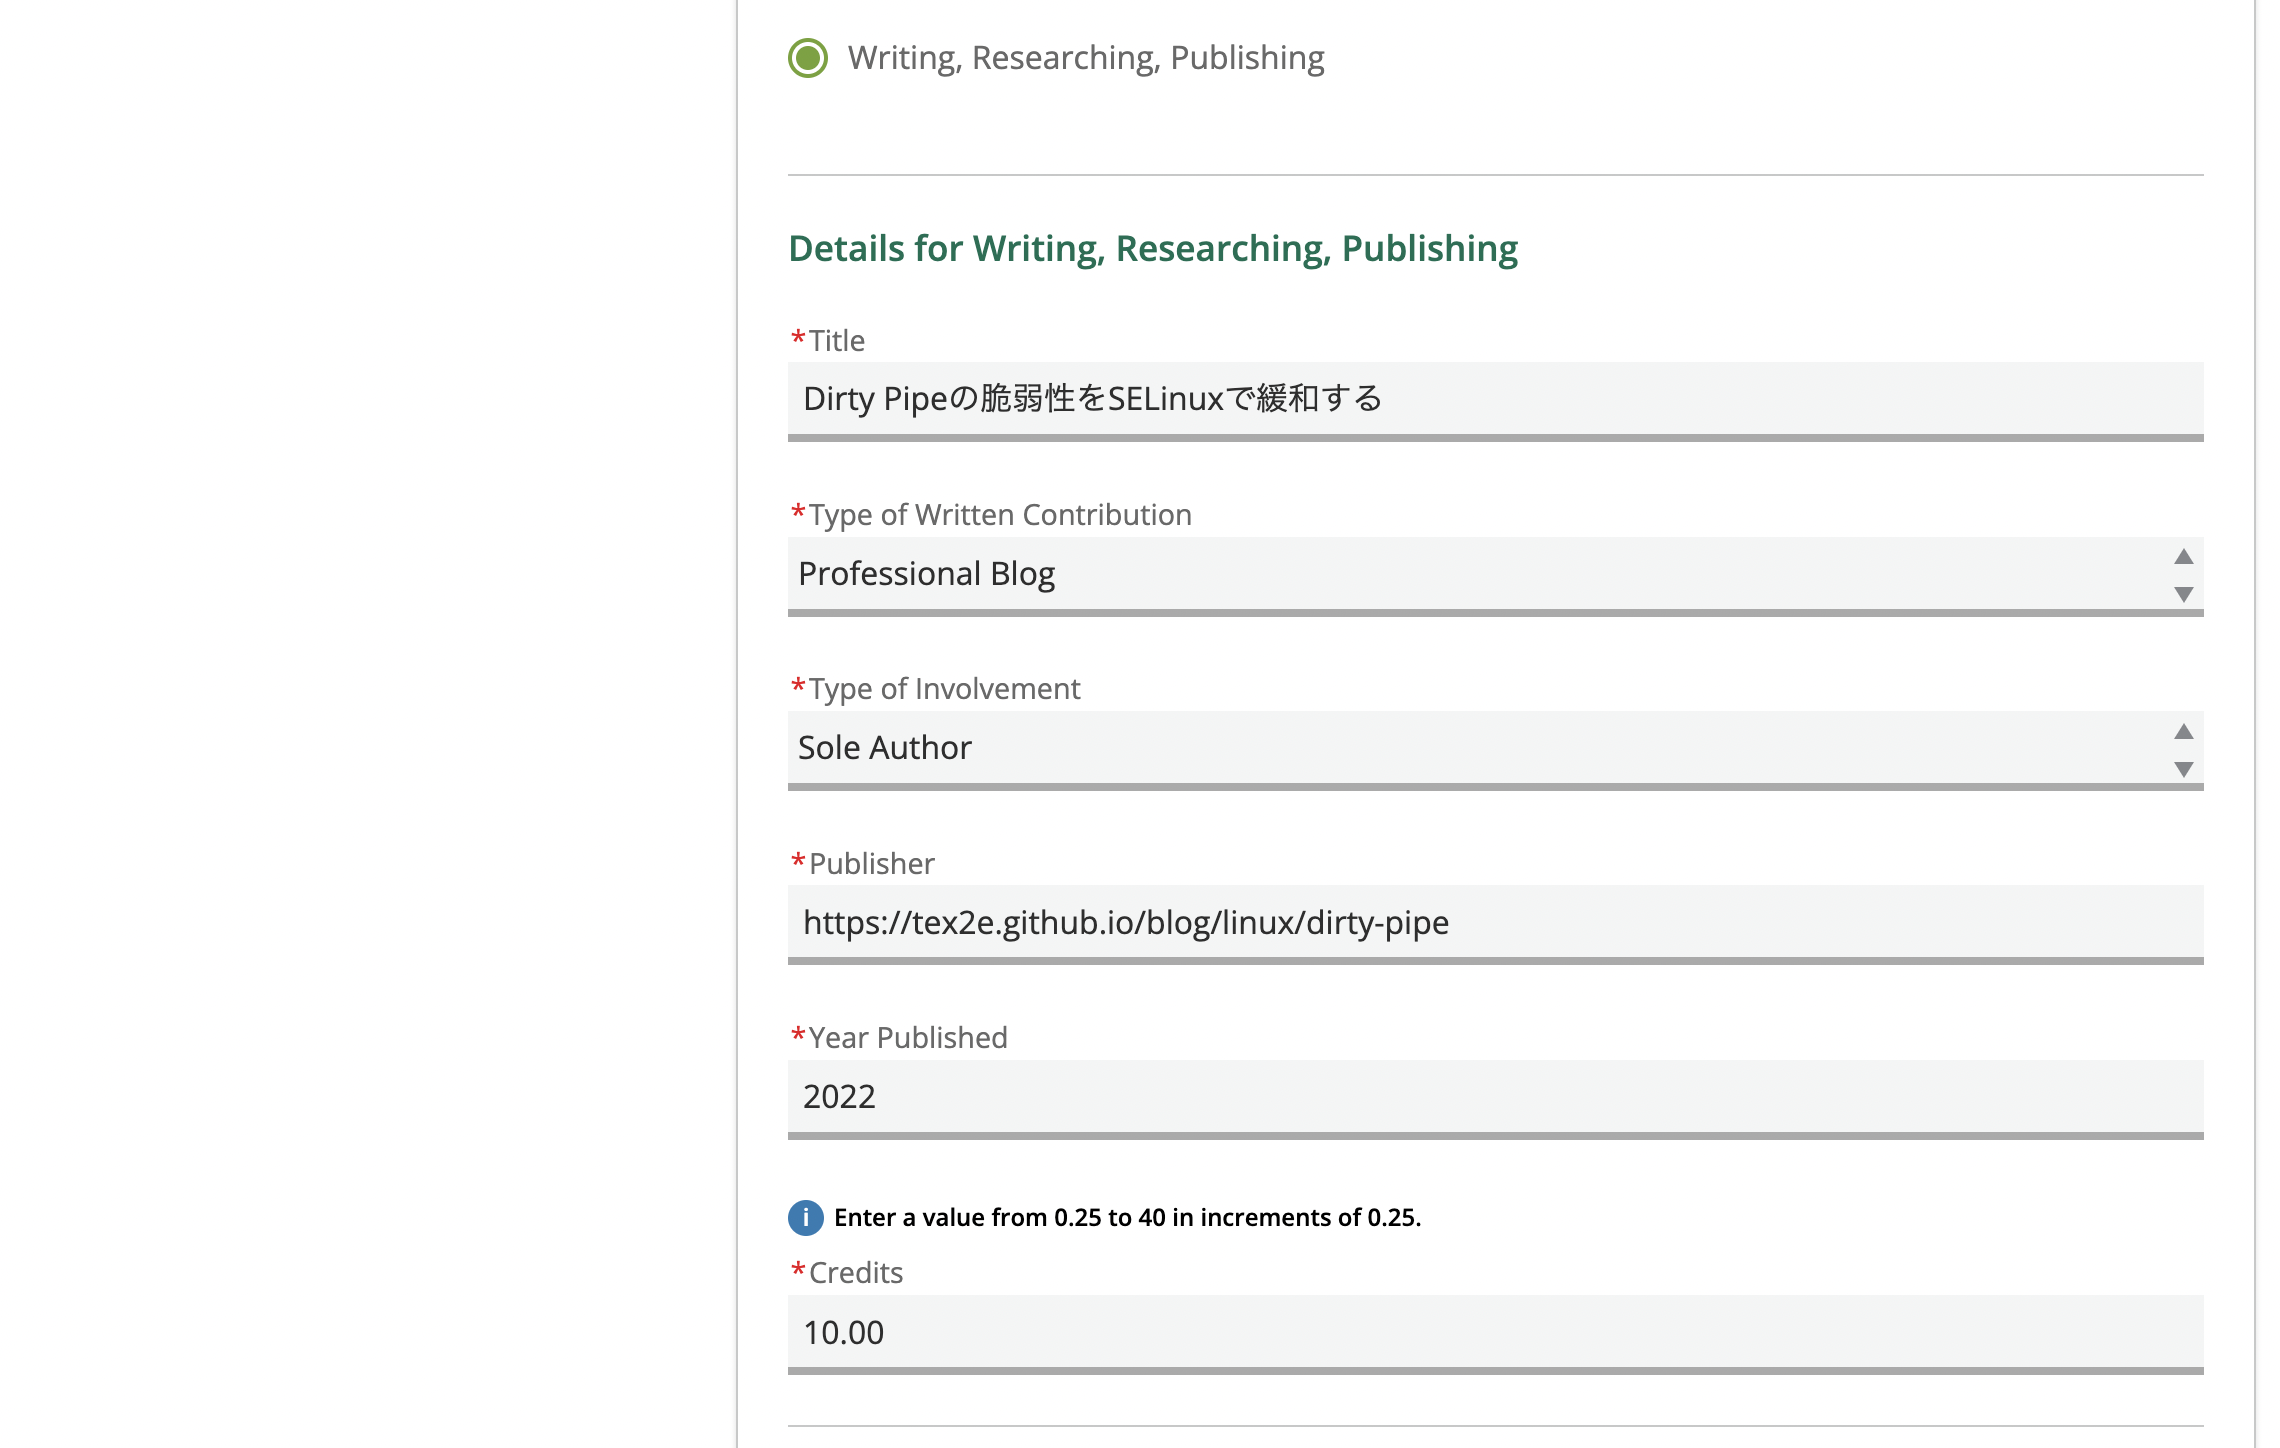 Writing, Researching, Publishing
Details for Writing, Researching, Publishing
*Title
Dirty Pipeの脆弱性をSELinuxで緩和する
*Type of Written Contribution
Professional Blog
*Type of Involvement
Sole Author
*Publisher
https://tex2e.github.io/blog/linux/dirty-pipe
*Year Published
2022
i Enter a value from 0.25 to 40 in increments of 0.25.
*Credits
10.00